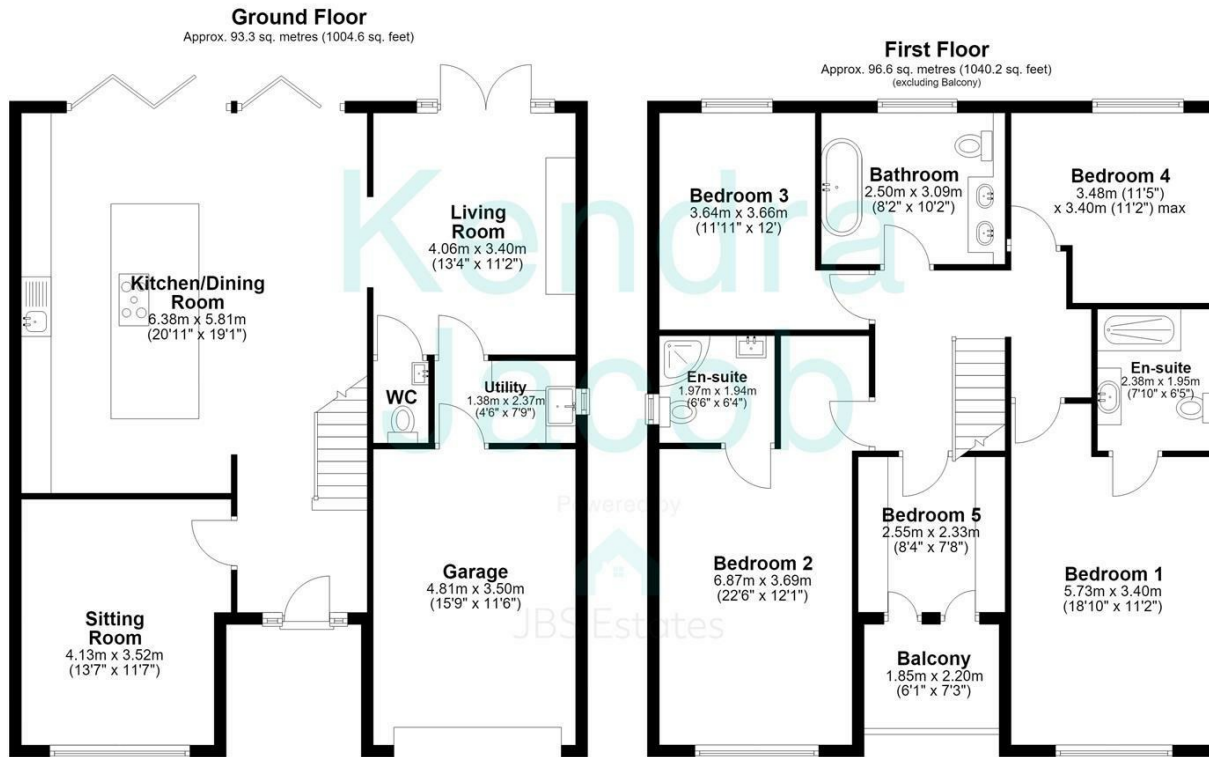 Ground Floor
Approx. 93.3 sq. metres (1004.6 sq. feet)
Kitchen/Dining
Room
6.38m x 5.81m
(20'11" x 19'1")
Living
Room
4.06m x 3.40m
(13'4" x 11'2")
WC
Utility
1.38m x 2.37m
(4'6" x 7'9")
Sitting
Room
4.13m x 3.52m
(13'7" x 11'7")
Garage
4.81m x 3.50m
(15'9" x 11'6")
First Floor
Approx. 96.6 sq. metres (1040.2 sq. feet)
(excluding Balcony)
Bedroom 3
3.64m x 3.66m
(11'11" x 12')
Bathroom
2.50m x 3.09m
(8'2" x 10'2")
Bedroom 4
3.48m (11'5")
x 3.40m (11'2") max
En-suite
1.97m x 1.94m
(6'6" x 6'4")
En-suite
2.38m x 1.95m
(7'10" x 6'5")
Bedroom 5
2.55m x 2.33m
(8'4" x 7'8")
Bedroom 2
6.87m x 3.69m
(22'6" x 12'1")
Bedroom 1
5.73m x 3.40m
(18'10" x 11'2")
Balcony
1.85m x 2.20m
(6'1" x 7'3")
Kendra
Jacob
Powered by
JBS Estates